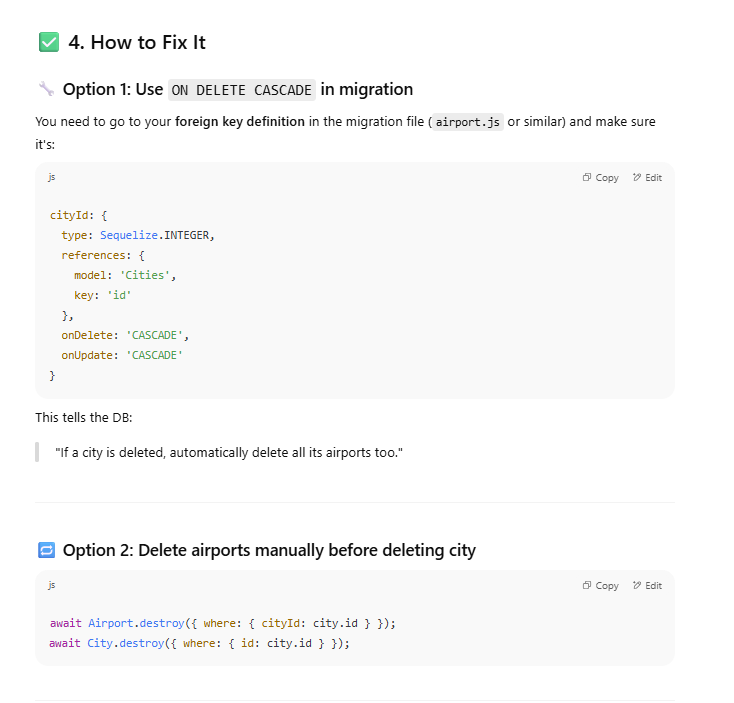 ✅ 4. How to Fix It
🔧 Option 1: Use ON DELETE CASCADE in migration
You need to go to your foreign key definition in the migration file ( airport.js or similar) and make sure
it's:
js
Copy Edit
cityId: {
  type: Sequelize.INTEGER,
  references: {
    model: 'Cities',
    key: 'id'
  },
  onDelete: 'CASCADE',
  onUpdate: 'CASCADE'
}
This tells the DB:
"If a city is deleted, automatically delete all its airports too."
🔁 Option 2: Delete airports manually before deleting city
js
Copy Edit
await Airport.destroy({ where: { cityId: city.id } });
await City.destroy({ where: { id: city.id } });